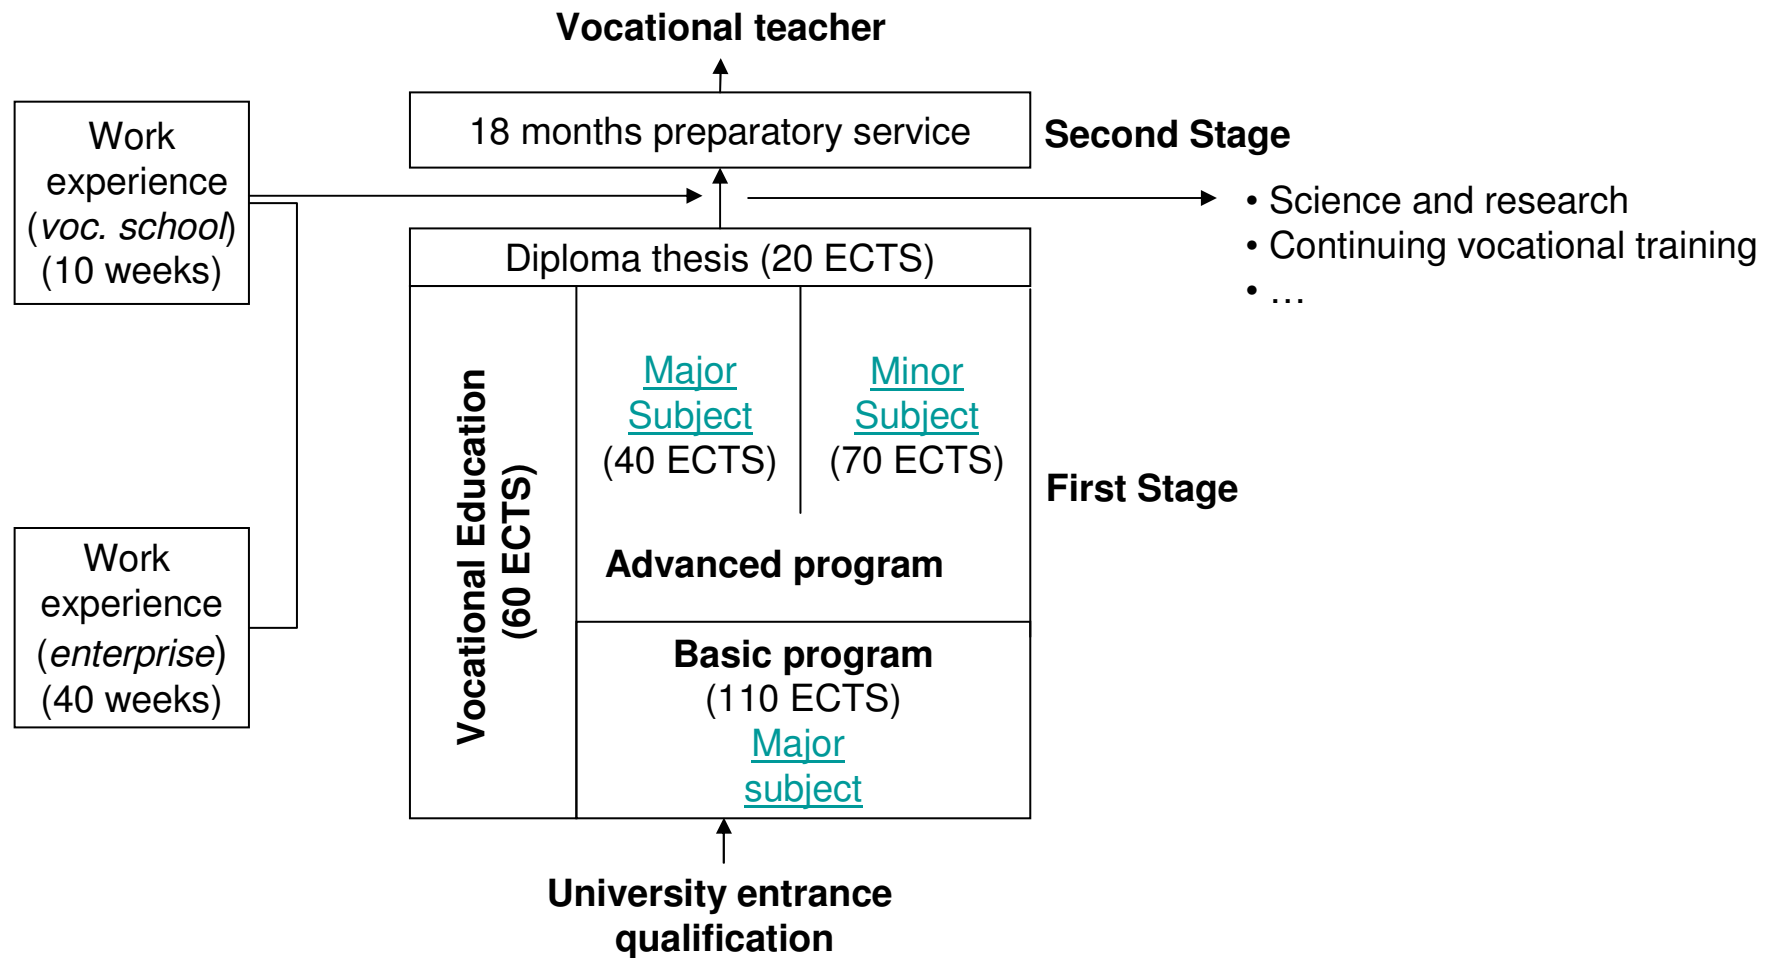 Vocational teacher
Work
experience
(voc. school)
(10 weeks)
18 months preparatory service
Second Stage
• Science and research
• Continuing vocational training
• …
Diploma thesis (20 ECTS)
Vocational Education
(60 ECTS)
Major
Subject
(40 ECTS)
Minor
Subject
(70 ECTS)
First Stage
Advanced program
Work
experience
(enterprise)
(40 weeks)
Basic program
(110 ECTS)
Major
subject
University entrance
qualification